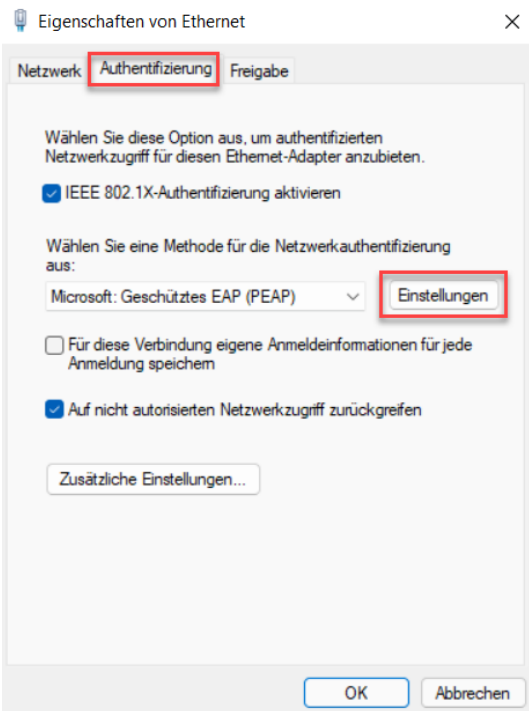 Eigenschaften von Ethernet
Netzwerk Authentifizierung Freigabe
Wählen Sie diese Option aus, um authentifizierten
Netzwerkzugriff für diesen Ethernet-Adapter anzubieten.
IEEE 802.1X-Authentifizierung aktivieren
Wählen Sie eine Methode für die Netzwerkauthentifizierung
aus:
Microsoft: Geschütztes EAP (PEAP) Einstellungen
Für diese Verbindung eigene Anmeldeinformationen für jede
Anmeldung speichern
Auf nicht autorisierten Netzwerkzugriff zurückgreifen
Zusätzliche Einstellungen...
OK Abbrechen